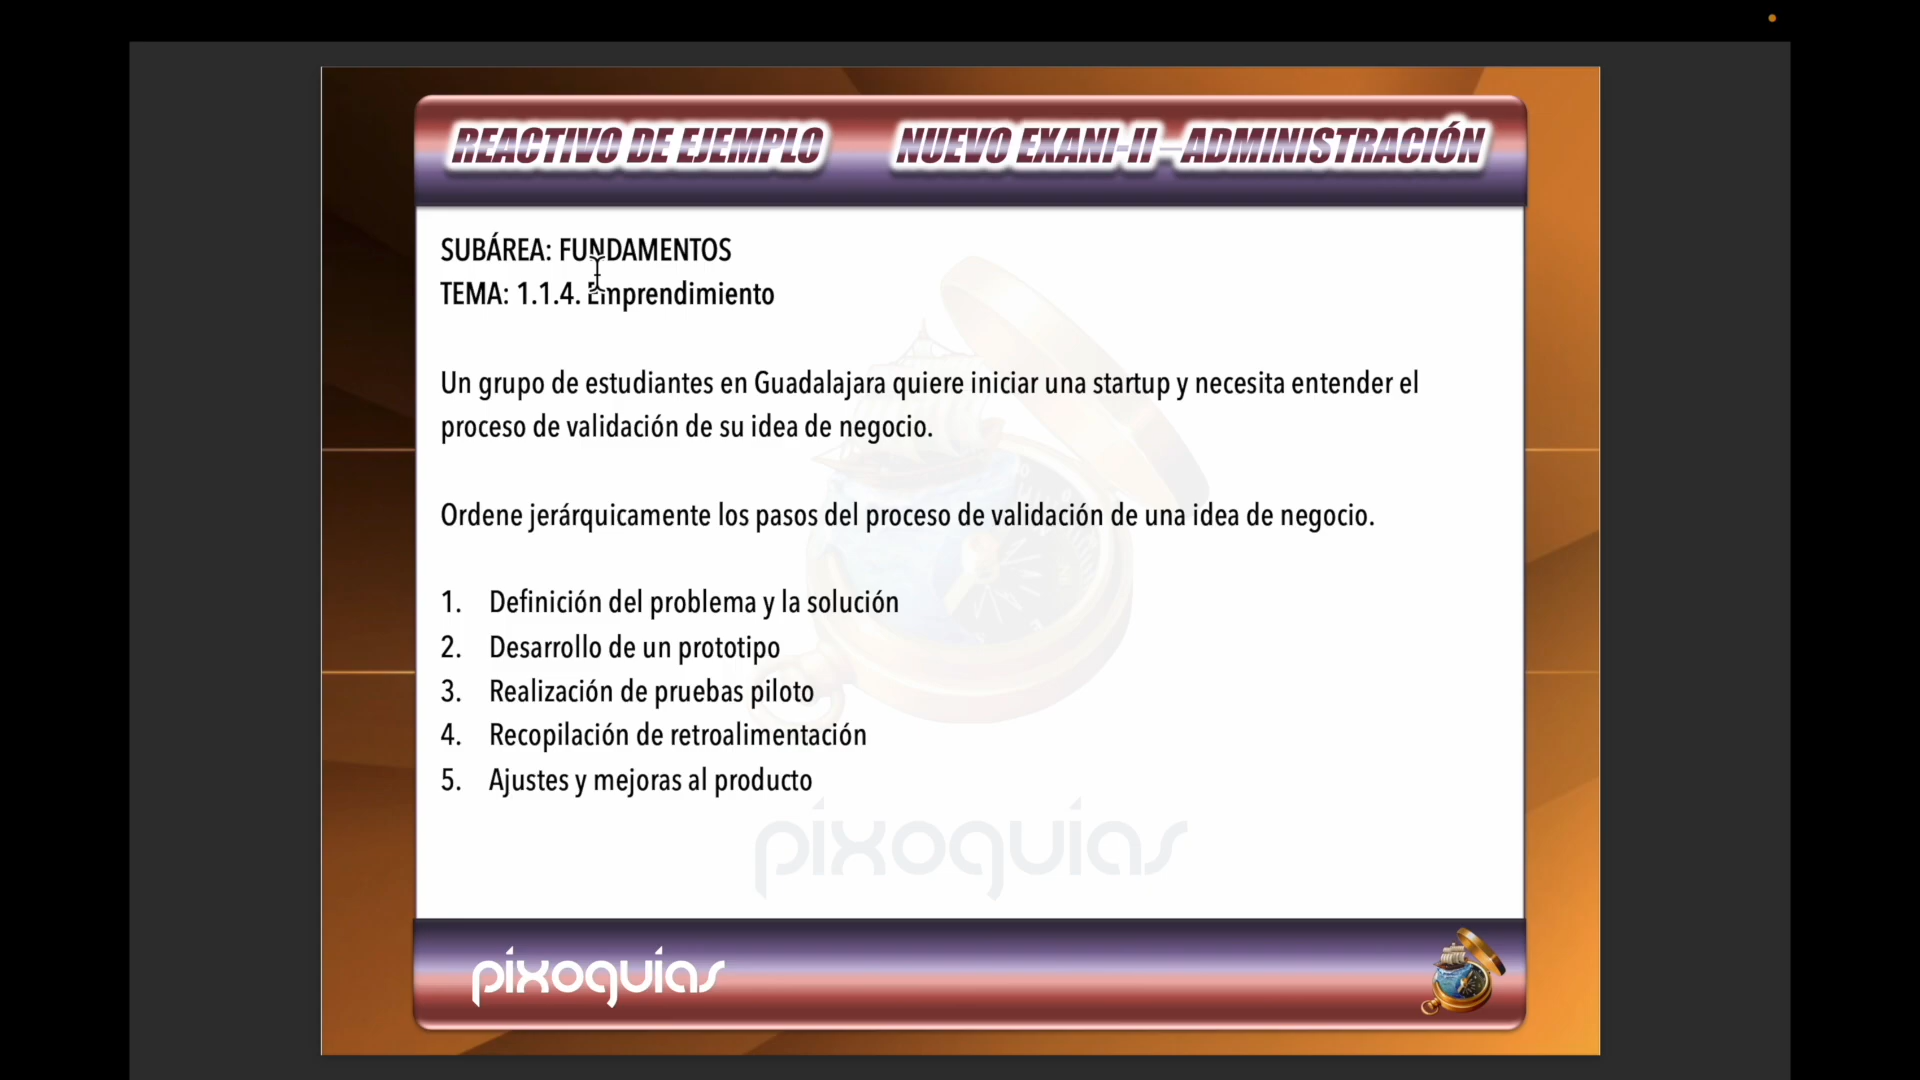 REACTIVO DE EJEMPLO NUEVO EXANI-II – ADMINISTRACIÓN
SUBÁREA: FUNDAMENTOS
TEMA: 1.1.4. Emprendimiento
Un grupo de estudiantes en Guadalajara quiere iniciar una startup y necesita entender el
proceso de validación de su idea de negocio.
Ordene jerárquicamente los pasos del proceso de validación de una idea de negocio.
1. Definición del problema y la solución
2. Desarrollo de un prototipo
3. Realización de pruebas piloto
4. Recopilación de retroalimentación
5. Ajustes y mejoras al producto
pixoguías
pixoguías